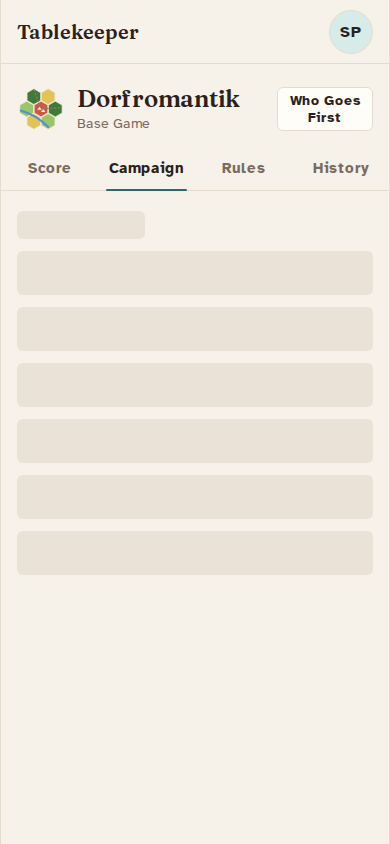 Tablekeeper
SP
Dorfromantik
Base Game
Who Goes
First
Score
Campaign
Rules
History